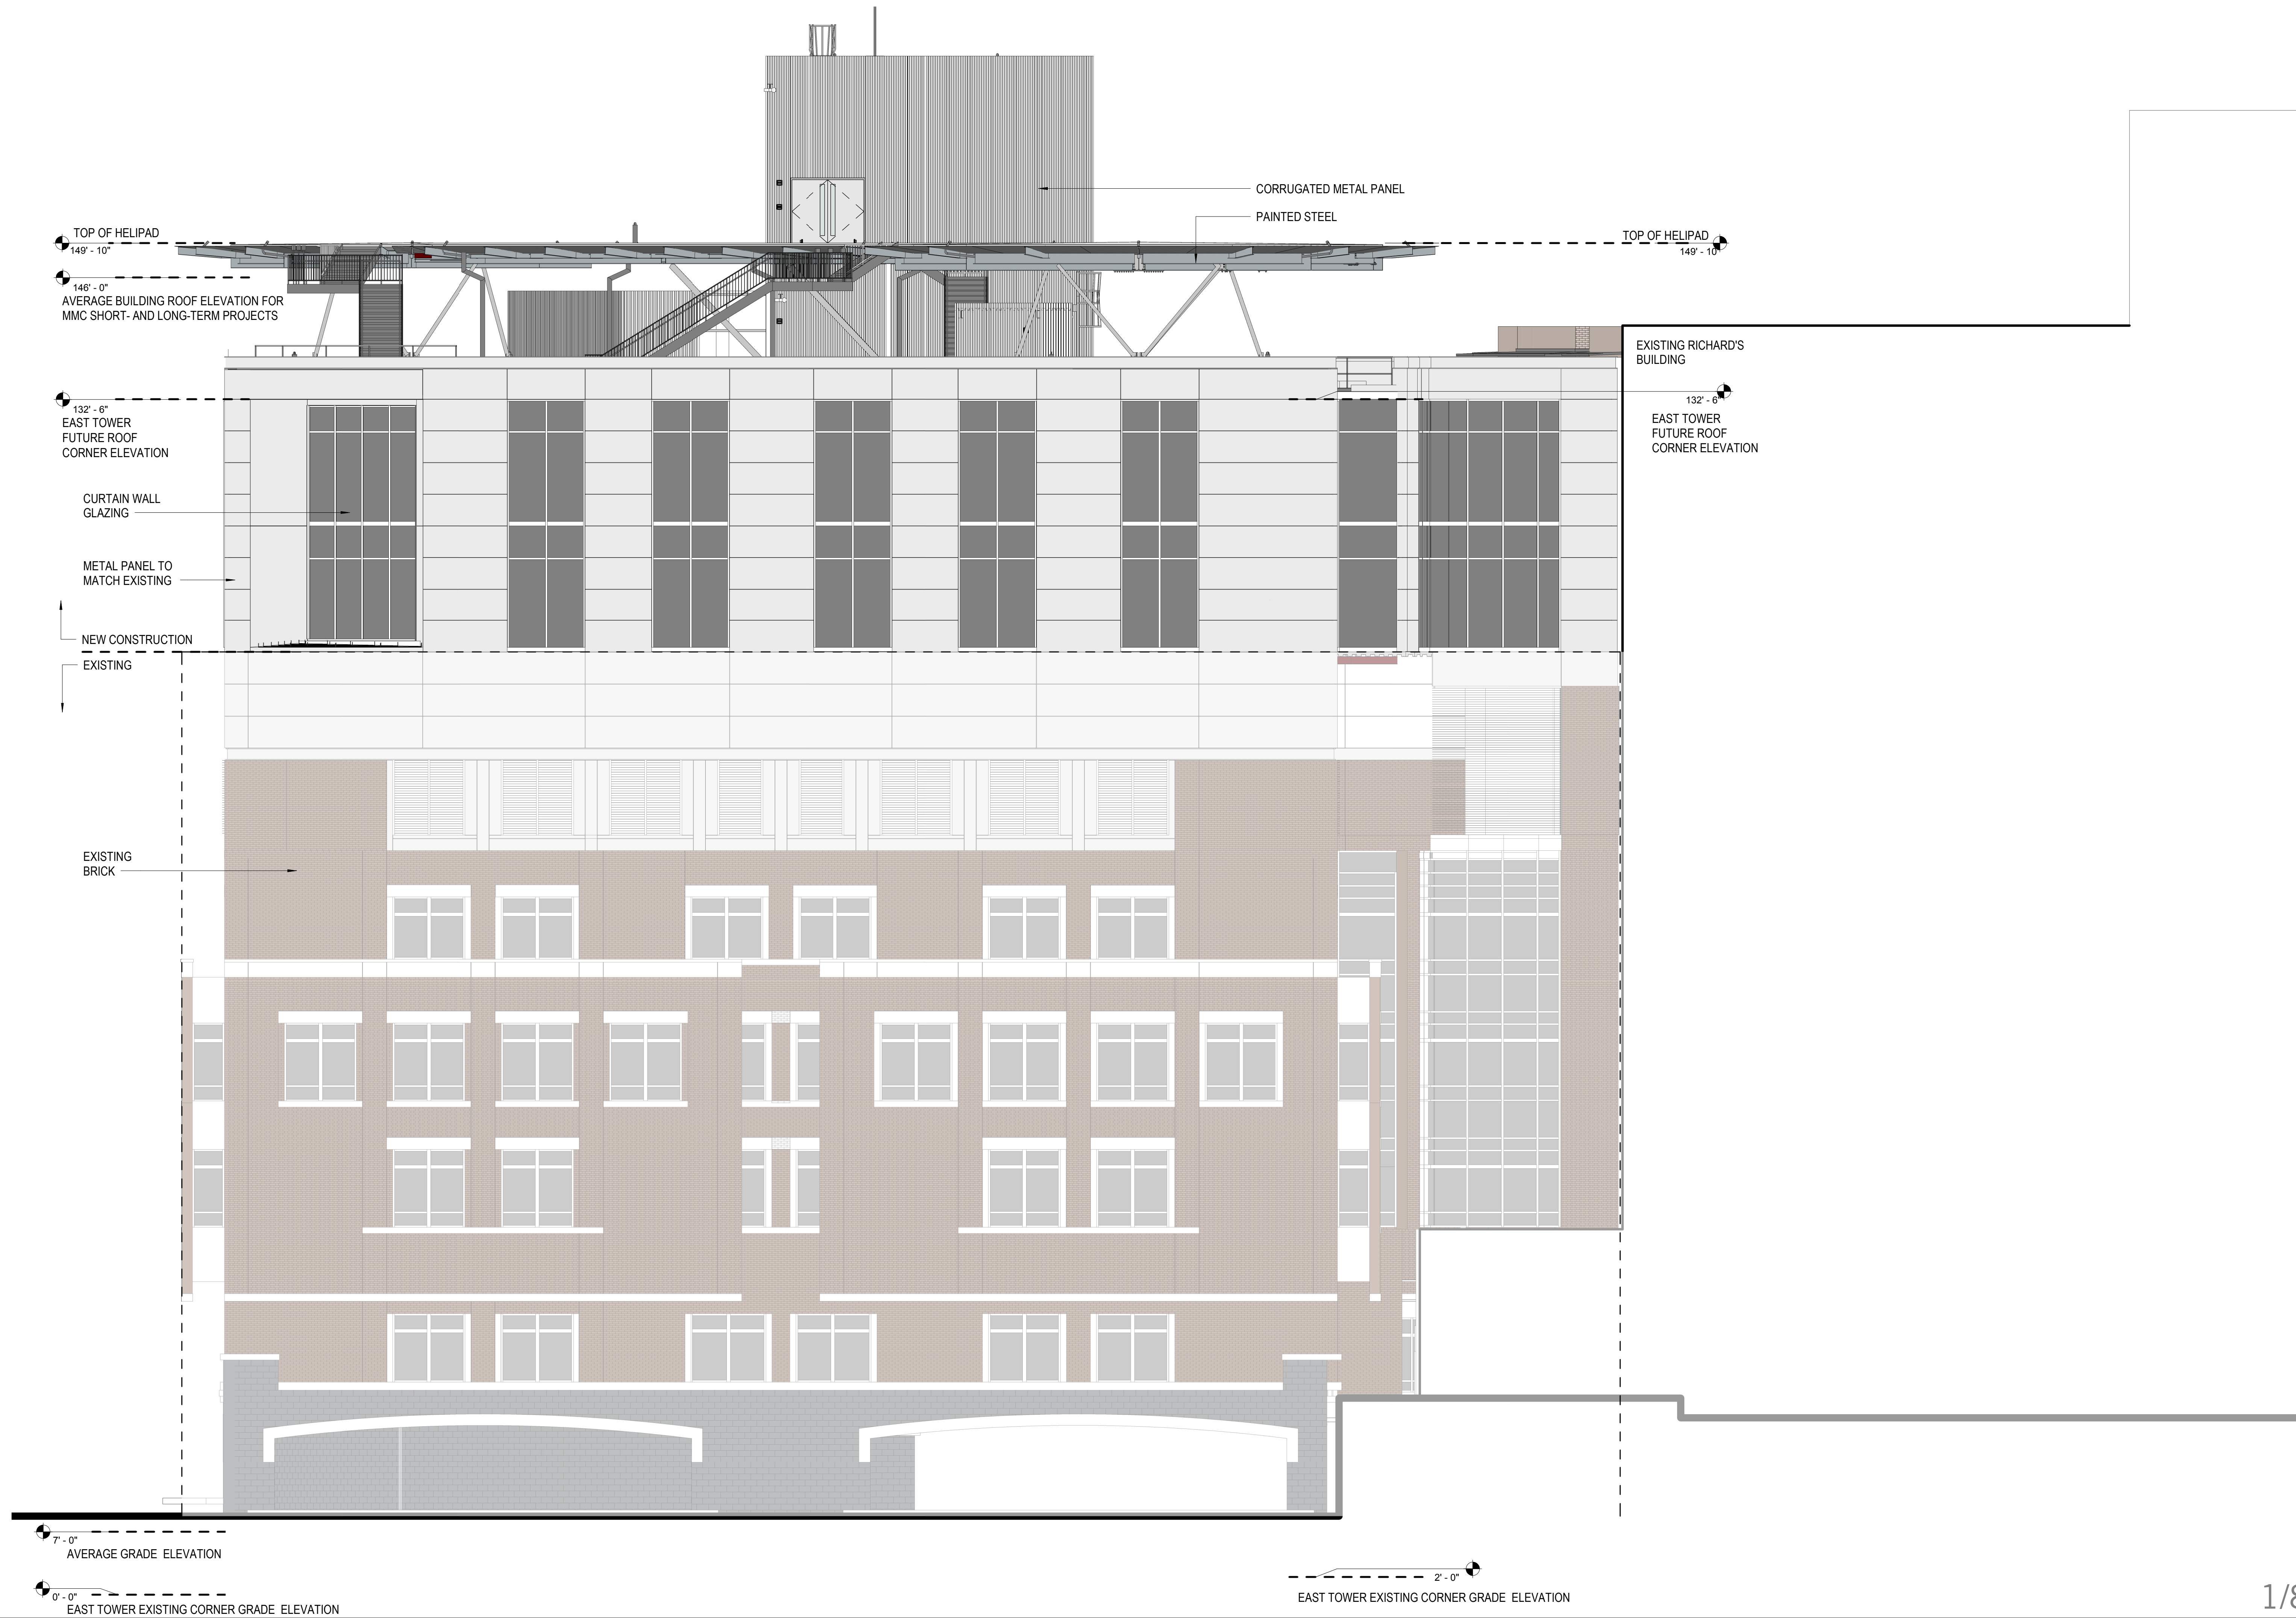 CORRUGATED METAL PANEL
PAINTED STEEL
TOP OF HELIPAD
149' - 10"
TOP OF HELIPAD
149' - 10"
146' - 0"
AVERAGE BUILDING ROOF ELEVATION FOR
MMC SHORT- AND LONG-TERM PROJECTS
EXISTING RICHARD'S
BUILDING
132' - 6"
EAST TOWER
FUTURE ROOF
CORNER ELEVATION
132' - 6"
EAST TOWER
FUTURE ROOF
CORNER ELEVATION
CURTAIN WALL
GLAZING
METAL PANEL TO
MATCH EXISTING
NEW CONSTRUCTION
EXISTING
EXISTING
BRICK
7' - 0"
AVERAGE GRADE ELEVATION
0' - 0"
EAST TOWER EXISTING CORNER GRADE ELEVATION
2' - 0"
EAST TOWER EXISTING CORNER GRADE ELEVATION